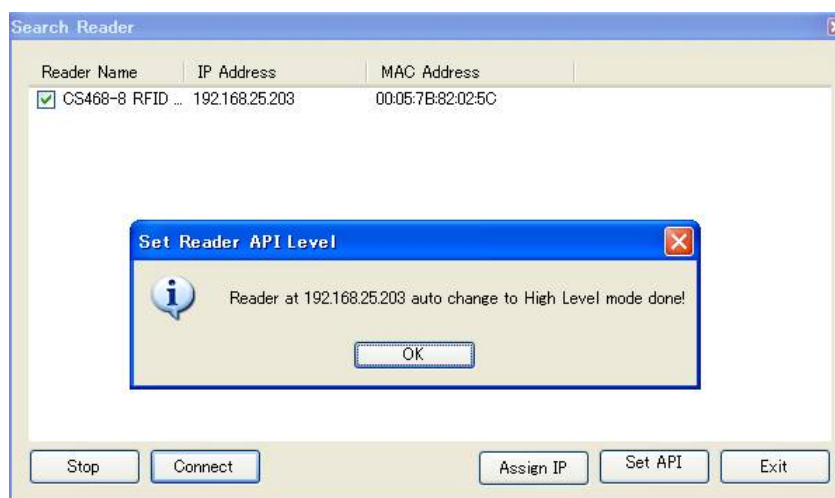 Search Reader
Reader Name IP Address MAC Address
CS468-8 RFID ... 192.168.25.203 00:05:7B:82:02:5C
Set Reader API Level
Reader at 192.168.25.203 auto change to High Level mode done!
OK
Stop Connect Assign IP Set API Exit